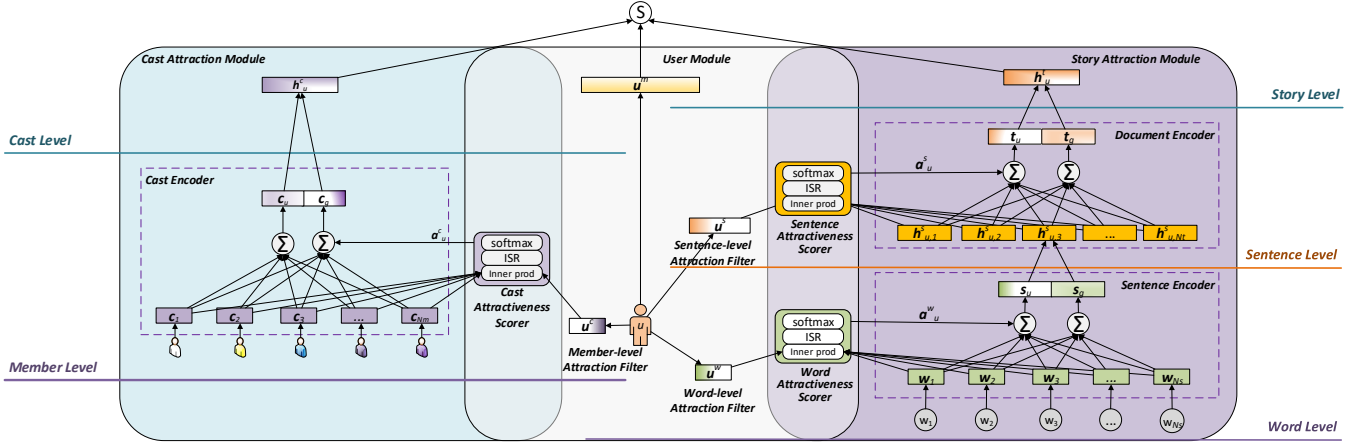 S
Cast Attraction Module
User Module
Story Attraction Module
h^c_u
u^m
h^t_u
Story Level
Cast Level
Document Encoder
t_u t_g
Cast Encoder
softmax
ISR
Inner prod
a^s_u
Σ Σ
c_u c_g
u^s
Sentence
Attractiveness
Scorer
h^s_u,1 h^s_u,2 h^s_u,3 ... h^s_u,Nt
Σ Σ
a^c_u
softmax
ISR
Inner prod
Sentence-level
Attraction Filter
Sentence Level
Cast
Attractiveness
Scorer
Sentence Encoder
s_u s_g
c_1 c_2 c_3 ... c_Nm
u^c
u
softmax
ISR
Inner prod
a^w_u
Σ Σ
Member-level
Attraction Filter
Member Level
u^w
Word
Attractiveness
Scorer
w_1 w_2 w_3 ... w_Ns
Word-level
Attraction Filter
w_1 w_2 w_3 ... w_Ns
Word Level